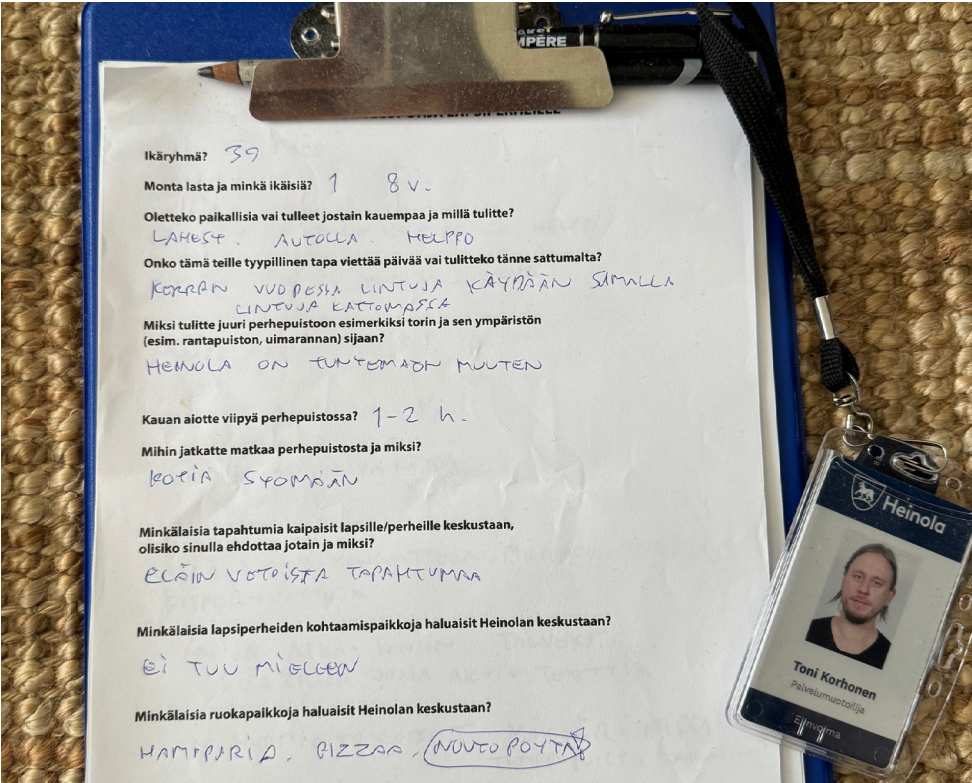 MPERE
Ikäryhmä? 39
Monta lasta ja minkä ikäisiä? 1 8 v.
Oletteko paikallisia vai tulleet jostain kauempaa ja millä tulitte?
LAHEST. AUTOLLA. HELPPO
Onko tämä teille tyypillinen tapa viettää päivää vai tulitteko tänne sattumalta?
KERRAN VUODESSA LINTUJA KÄYDÄÄN SAMALLA
LINTUJA KATTOMASSA
Miksi tulitte juuri perhepuistoon esimerkiksi torin ja sen ympäristön
(esim. rantapuiston, uimarannan) sijaan?
HEINOLA ON TUNTEMATON MUUTEN
Kauan aiotte viipyä perhepuistossa? 1-2 h.
Mihin jatkatte matkaa perhepuistosta ja miksi?
KOTIA SYÖMÄÄN
Minkälaisia tapahtumia kaipaisit lapsille/perheille keskustaan,
olisiko sinulla ehdottaa jotain ja miksi?
ELÄIN VETOISTA TAPAHTUMAA
Minkälaisia lapsiperheiden kohtaamispaikkoja haluaisit Heinolan keskustaan?
EI TUU MIELEEN
Minkälaisia ruokapaikkoja haluaisit Heinolan keskustaan?
HAMPPARIA. PIZZAA. NOUTOPÖYTÄ!
Heinola
Toni Korhonen
Palvelumuotoilija
Elinvoima